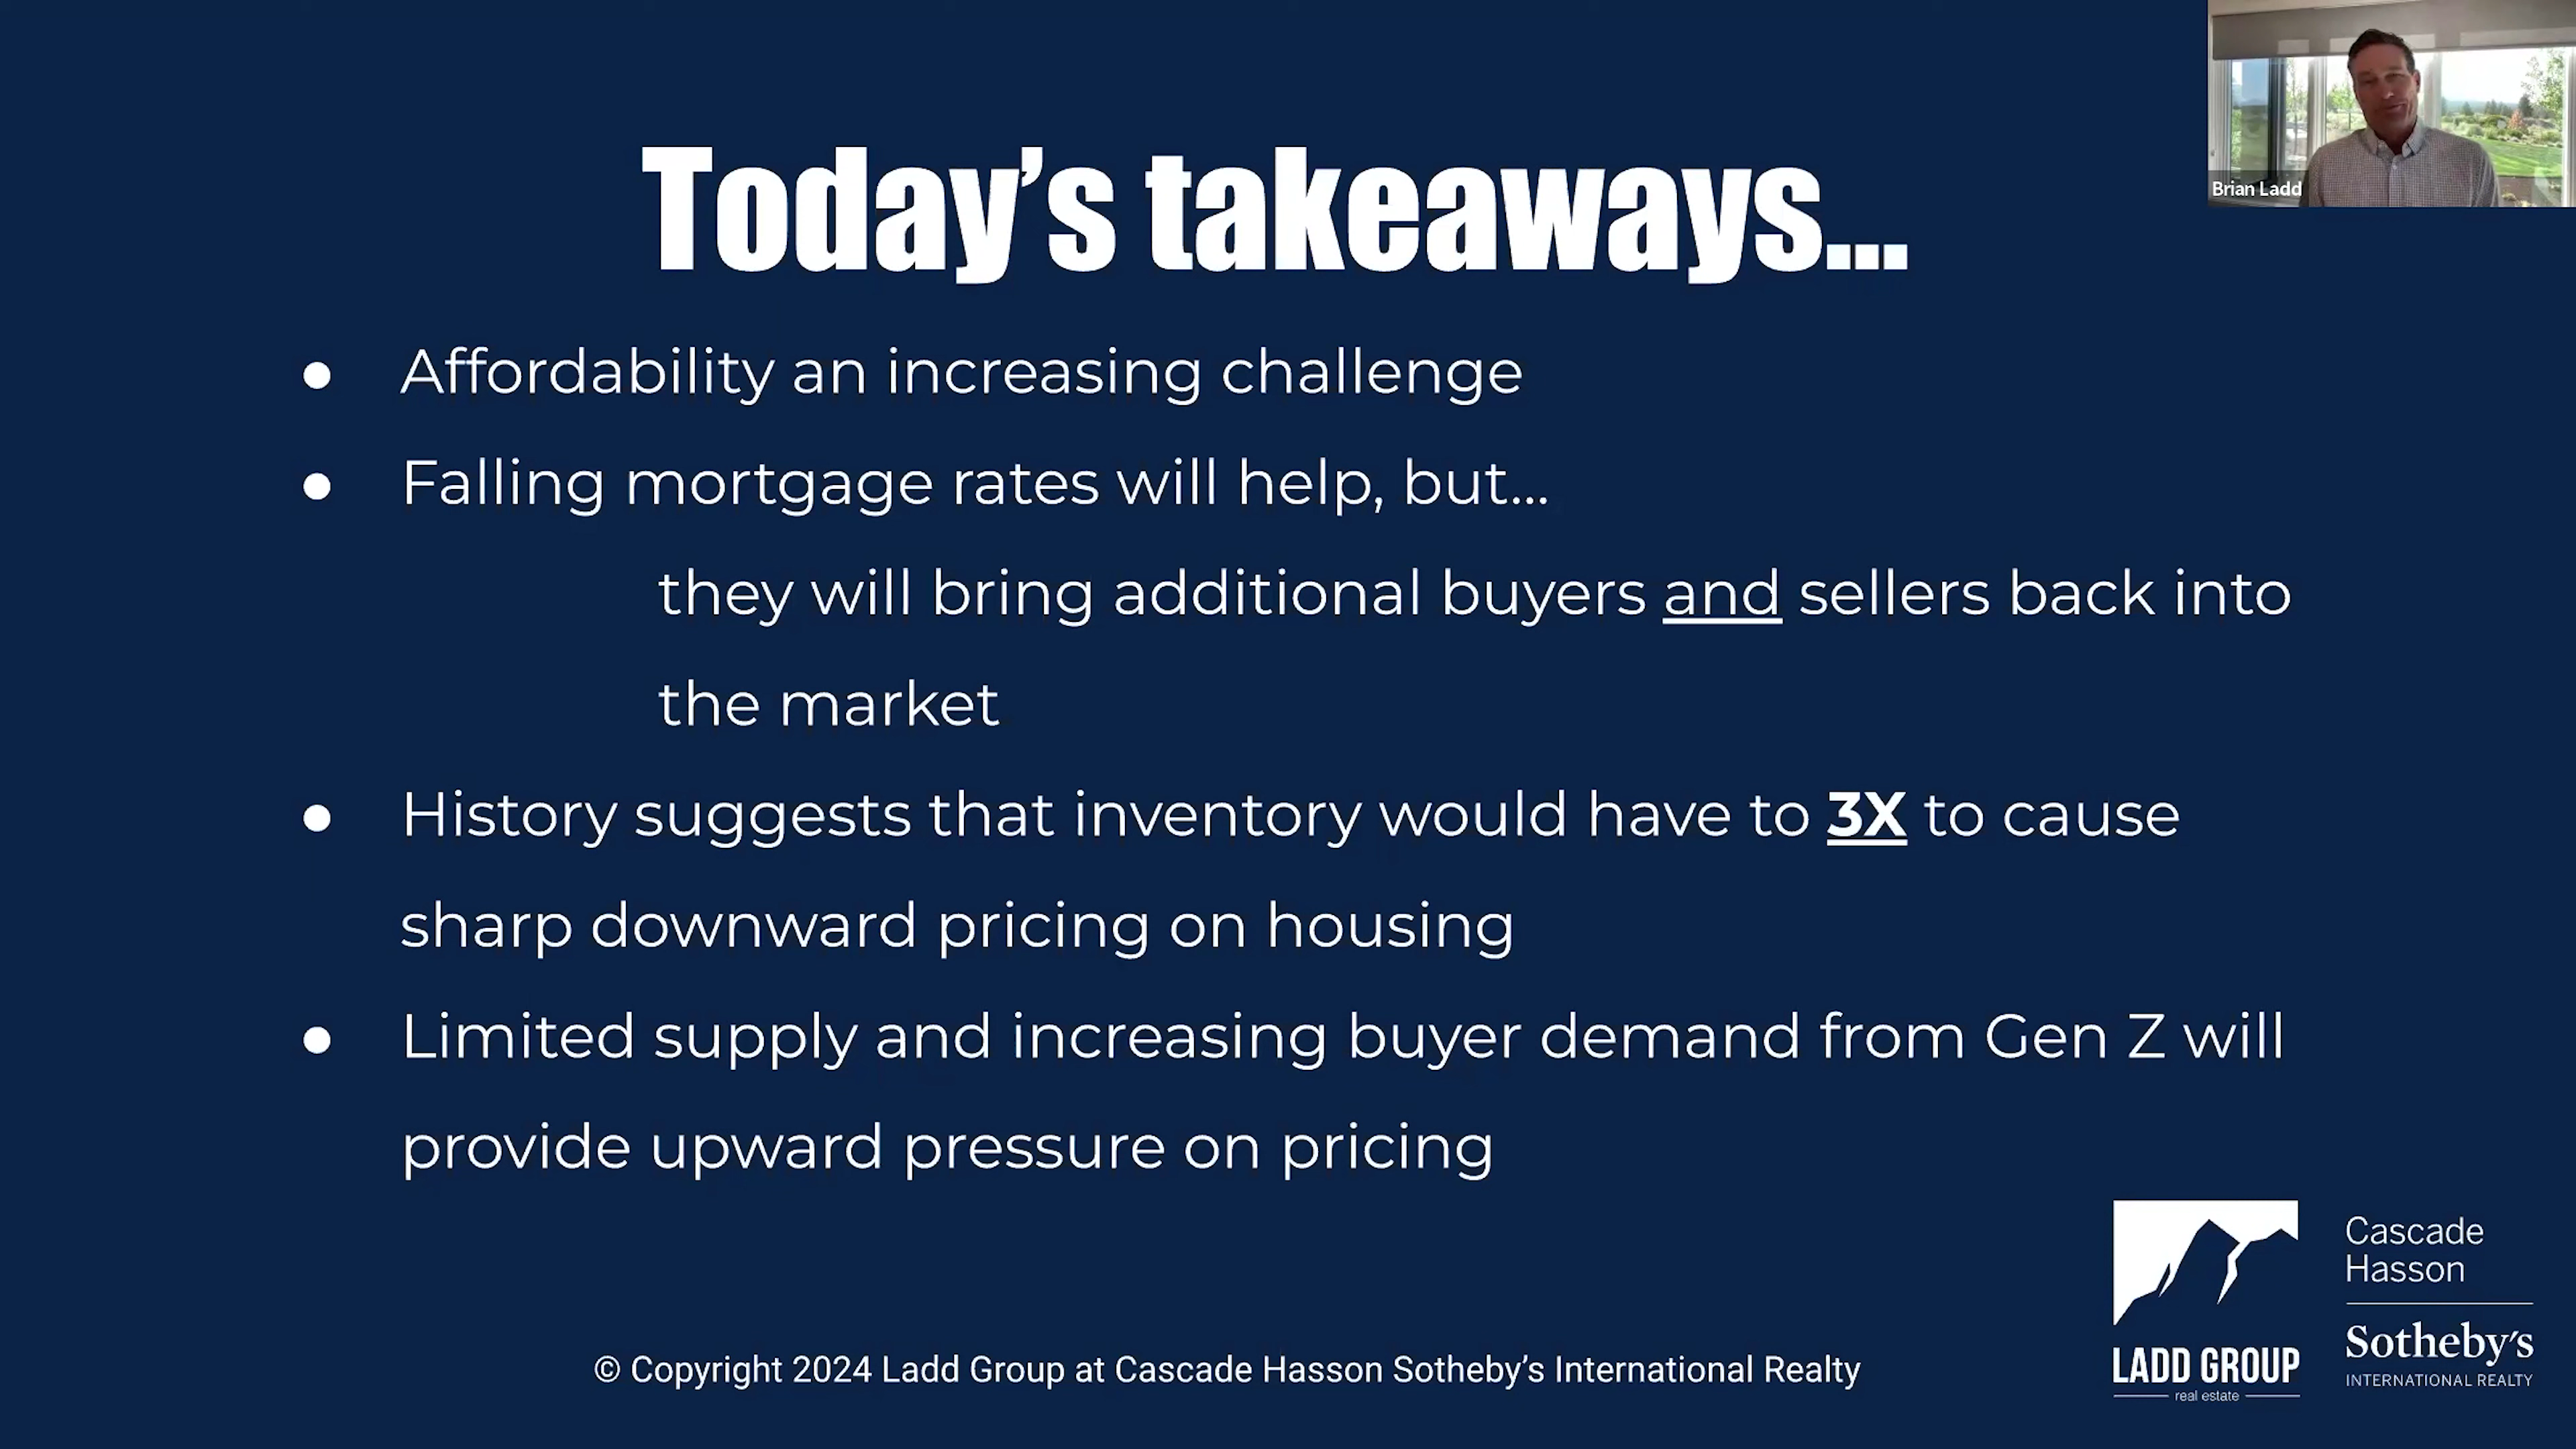 Brian Ladd
Today's takeaways...
● Affordability an increasing challenge
● Falling mortgage rates will help, but...
they will bring additional buyers and sellers back into
the market
● History suggests that inventory would have to 3X to cause
sharp downward pricing on housing
● Limited supply and increasing buyer demand from Gen Z will
provide upward pressure on pricing
© Copyright 2024 Ladd Group at Cascade Hasson Sotheby's International Realty
LADD GROUP
real estate
Cascade
Hasson
Sotheby's
INTERNATIONAL REALTY